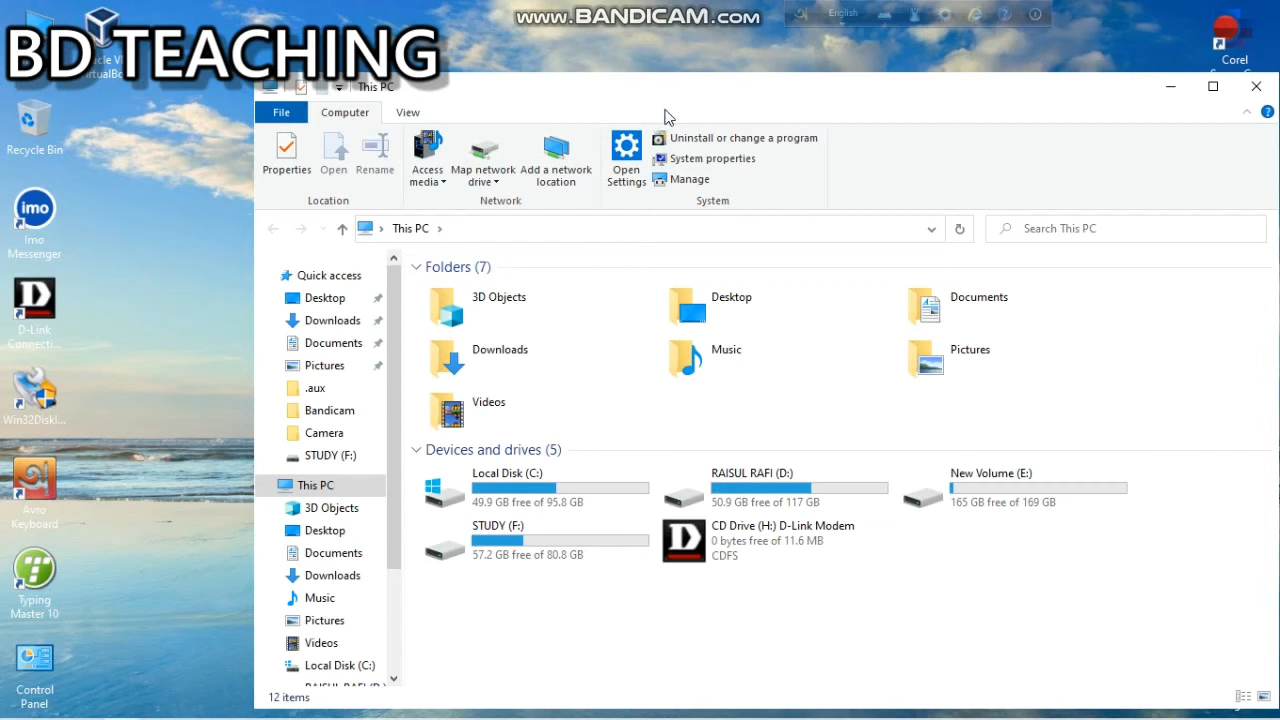 www.BANDICAM.com
English
BD TEACHING
Corel
This PC
File
Computer
View
Properties
Open
Rename
Access
media
Map network
drive
Add a network
location
Open
Settings
Uninstall or change a program
System properties
Manage
Location
Network
System
This PC
Search This PC
Recycle Bin
imo
Imo
Messenger
D-Link
Connecti...
Win32DiskI...
Avro
Keyboard
Typing
Master 10
Control
Panel
Quick access
Desktop
Downloads
Documents
Pictures
.aux
Bandicam
Camera
STUDY (F:)
This PC
3D Objects
Desktop
Documents
Downloads
Music
Pictures
Videos
Local Disk (C:)
RAISUL RAFI (D:)
Folders (7)
3D Objects
Desktop
Documents
Downloads
Music
Pictures
Videos
Devices and drives (5)
Local Disk (C:)
49.9 GB free of 95.8 GB
RAISUL RAFI (D:)
50.9 GB free of 117 GB
New Volume (E:)
165 GB free of 169 GB
STUDY (F:)
57.2 GB free of 80.8 GB
D
CD Drive (H:) D-Link Modem
0 bytes free of 11.6 MB
CDFS
12 items